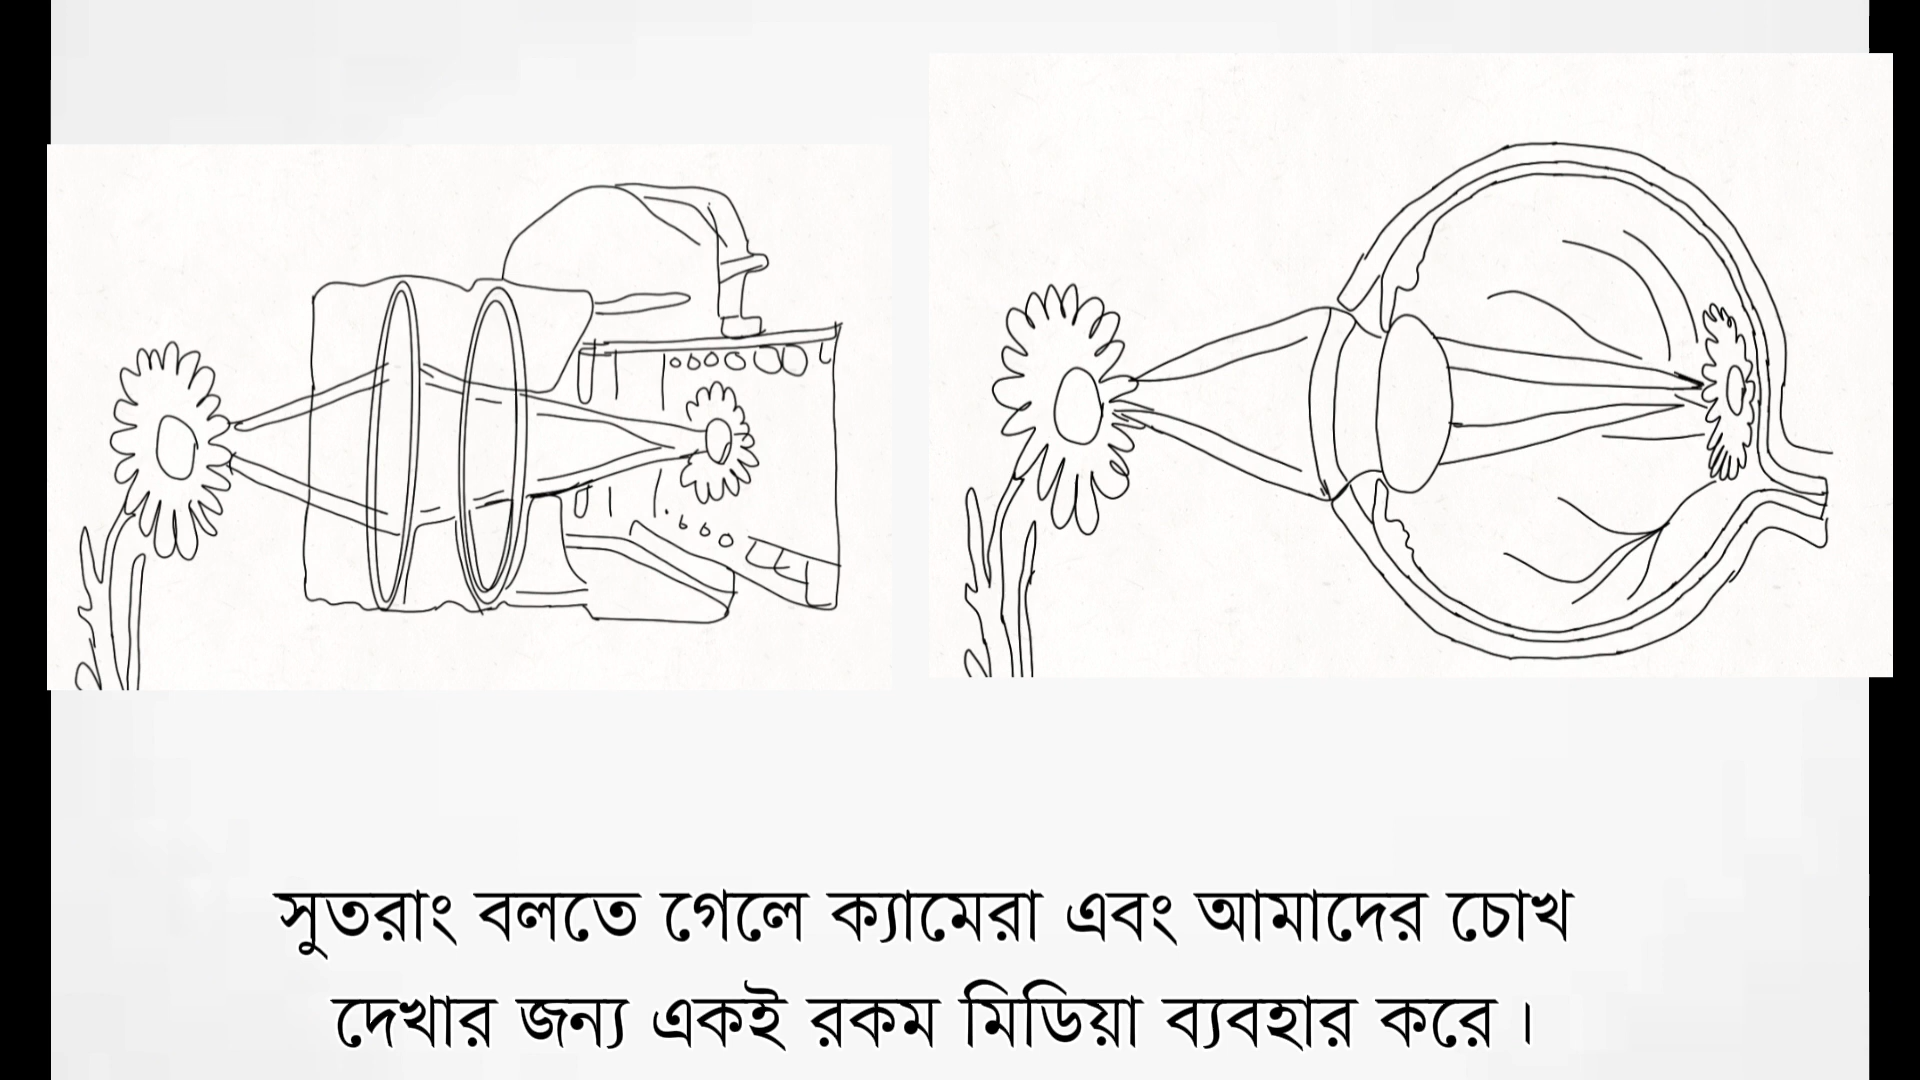 সুতরাং বলতে গেলে ক্যামেরা এবং আমাদের চোখ
দেখার জন্য একই রকম মিডিয়া ব্যবহার করে।